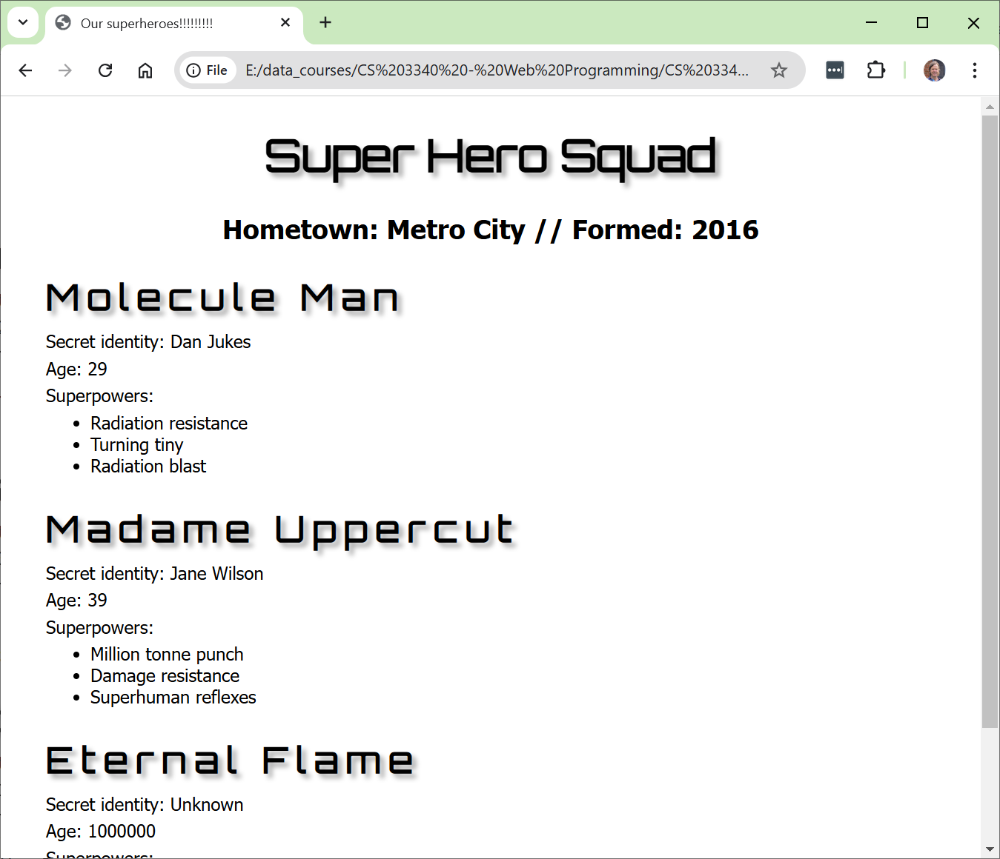 Our superheroes!!!!!!!!!
File
E:/data_courses/CS%203340%20-%20Web%20Programming/CS%20334...
Super Hero Squad
Hometown: Metro City // Formed: 2016
Molecule Man
Secret identity: Dan Jukes
Age: 29
Superpowers:
• Radiation resistance
• Turning tiny
• Radiation blast
Madame Uppercut
Secret identity: Jane Wilson
Age: 39
Superpowers:
• Million tonne punch
• Damage resistance
• Superhuman reflexes
Eternal Flame
Secret identity: Unknown
Age: 1000000
Superpowers: